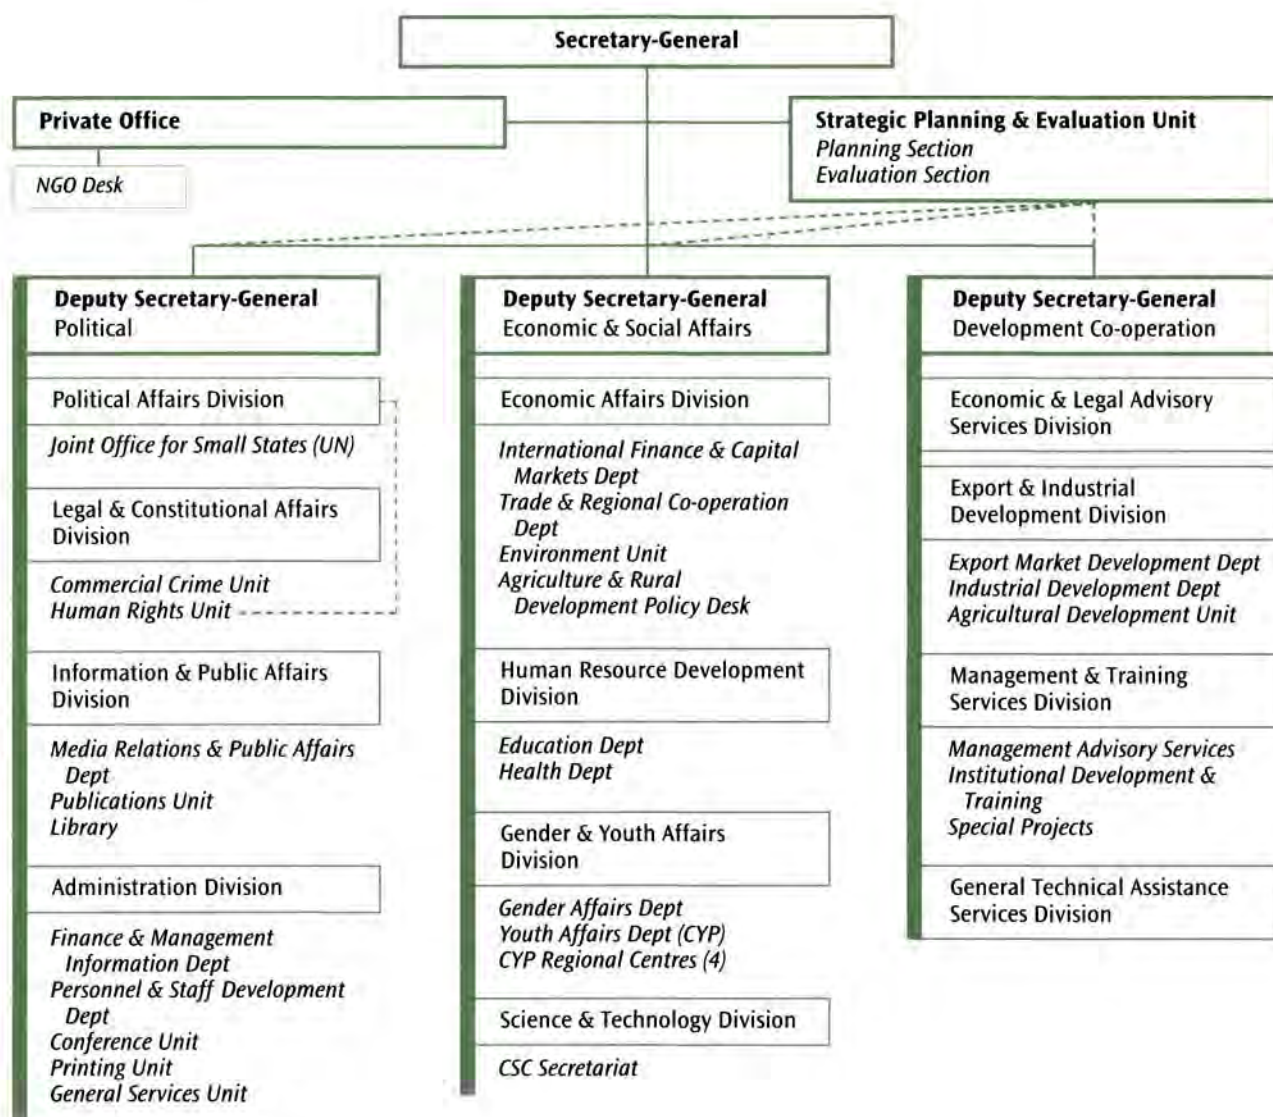 Secretary-General
Private Office
NGO Desk
Strategic Planning & Evaluation Unit
Planning Section
Evaluation Section
Deputy Secretary-General
Political
Political Affairs Division
Joint Office for Small States (UN)
Legal & Constitutional Affairs
Division
Commercial Crime Unit
Human Rights Unit
Information & Public Affairs
Division
Media Relations & Public Affairs
Dept
Publications Unit
Library
Administration Division
Finance & Management
Information Dept
Personnel & Staff Development
Dept
Conference Unit
Printing Unit
General Services Unit
Deputy Secretary-General
Economic & Social Affairs
Economic Affairs Division
International Finance & Capital
Markets Dept
Trade & Regional Co-operation
Dept
Environment Unit
Agriculture & Rural
Development Policy Desk
Human Resource Development
Division
Education Dept
Health Dept
Gender & Youth Affairs
Division
Gender Affairs Dept
Youth Affairs Dept (CYP)
CYP Regional Centres (4)
Science & Technology Division
CSC Secretariat
Deputy Secretary-General
Development Co-operation
Economic & Legal Advisory
Services Division
Export & Industrial
Development Division
Export Market Development Dept
Industrial Development Dept
Agricultural Development Unit
Management & Training
Services Division
Management Advisory Services
Institutional Development &
Training
Special Projects
General Technical Assistance
Services Division